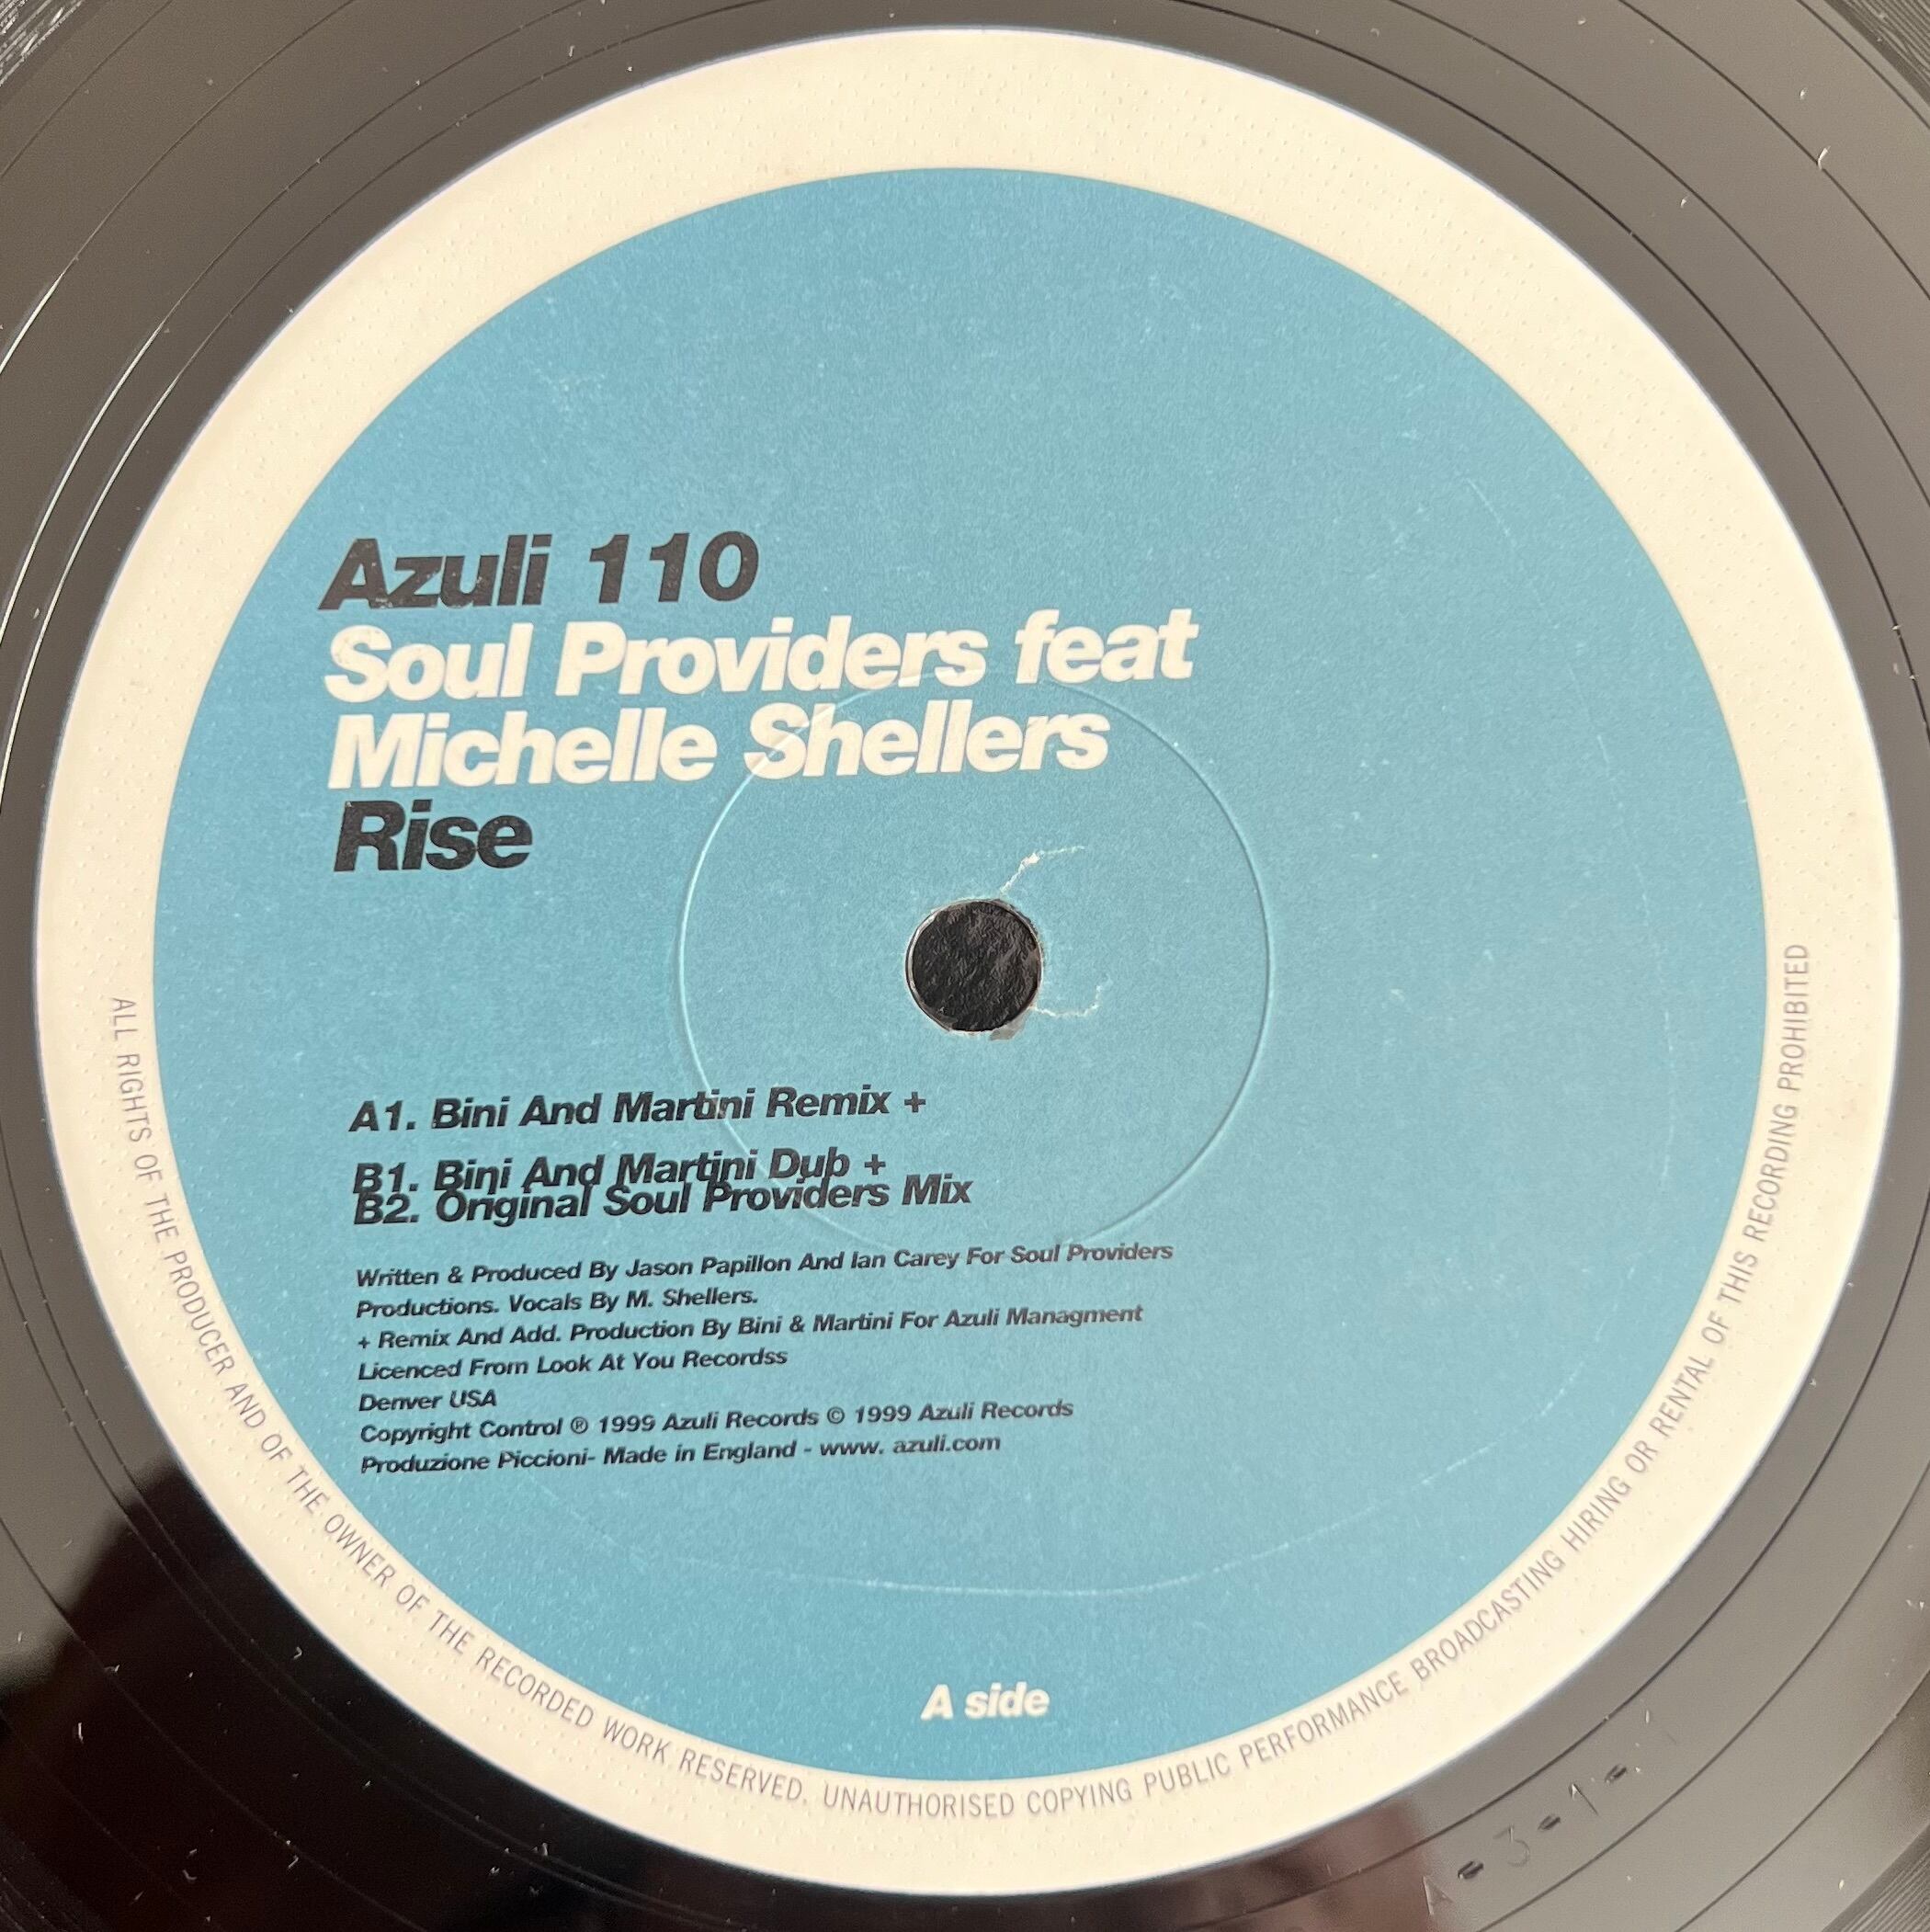 Azuli 110
Soul Providers feat
Michelle Shellers
Rise
A1. Bini And Martini Remix +
B1. Bini And Martini Dub +
B2. Original Soul Providers Mix
Written & Produced By Jason Papillon And Ian Carey For Soul Providers
Productions. Vocals By M. Shellers.
+ Remix And Add. Production By Bini & Martini For Azuli Managment
Licenced From Look At You Recordss
Denver USA
Copyright Control ® 1999 Azuli Records © 1999 Azuli Records
Produzione Piccioni- Made in England - www. azuli.com
A side
ALL RIGHTS OF THE PRODUCER AND OF THE OWNER OF THE RECORDED WORK RESERVED. UNAUTHORISED COPYING PUBLIC PERFORMANCE BROADCASTING HIRING OR RENTAL OF THIS RECORDING PROHIBITED